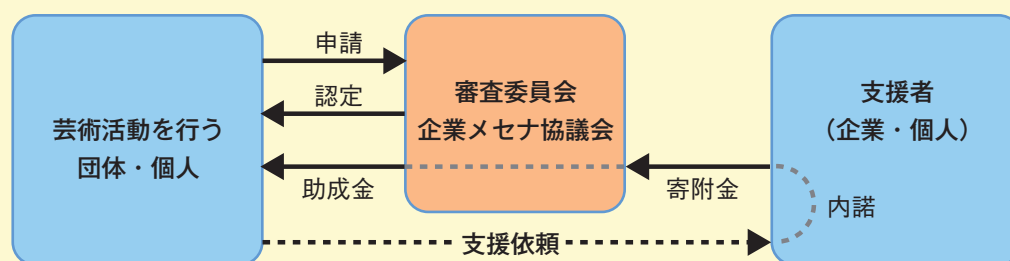 芸術活動を行う
団体・個人
申請
認定
助成金
審査委員会
企業メセナ協議会
寄附金
支援者
（企業・個人）
内諾
支援依頼